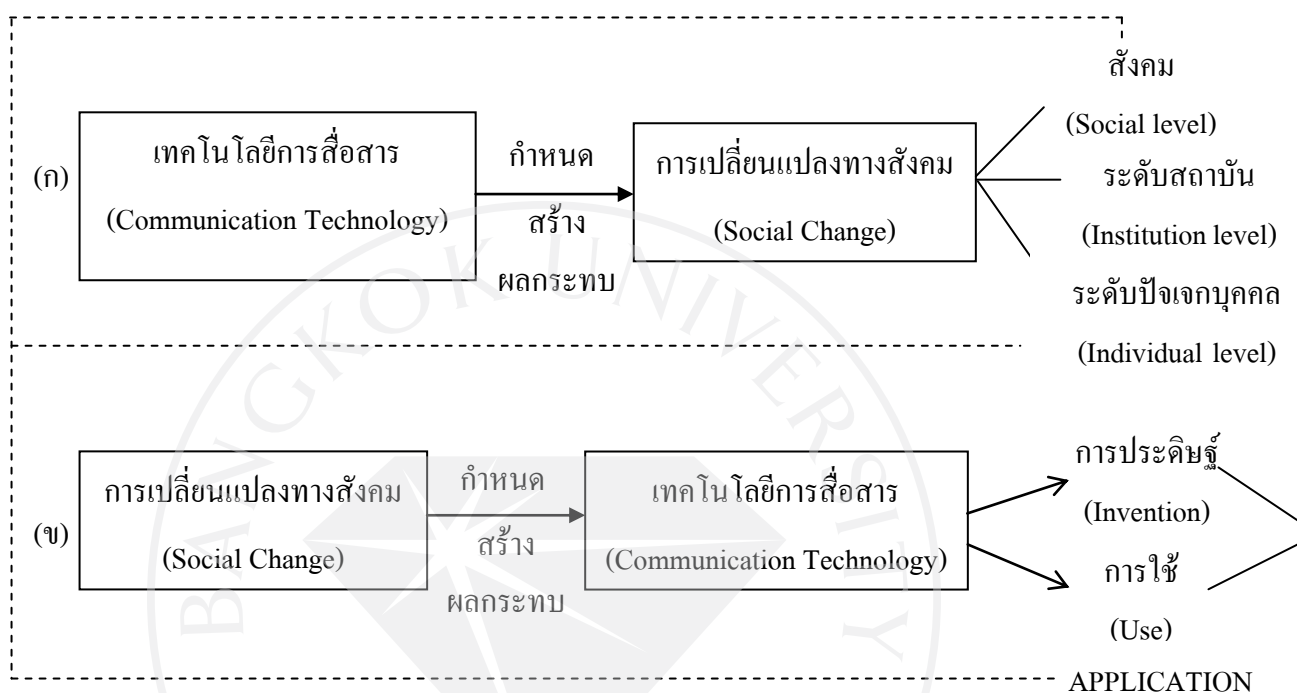 (ก)
เทคโนโลยีการสื่อสาร
(Communication Technology)
กำหนด
สร้าง
ผลกระทบ
การเปลี่ยนแปลงทางสังคม
(Social Change)
สังคม
(Social level)
ระดับสถาบัน
(Institution level)
ระดับปัจเจกบุคคล
(Individual level)
(ข)
การเปลี่ยนแปลงทางสังคม
(Social Change)
กำหนด
สร้าง
ผลกระทบ
เทคโนโลยีการสื่อสาร
(Communication Technology)
การประดิษฐ์
(Invention)
การใช้
(Use)
APPLICATION
BANGKOK UNIVERSITY